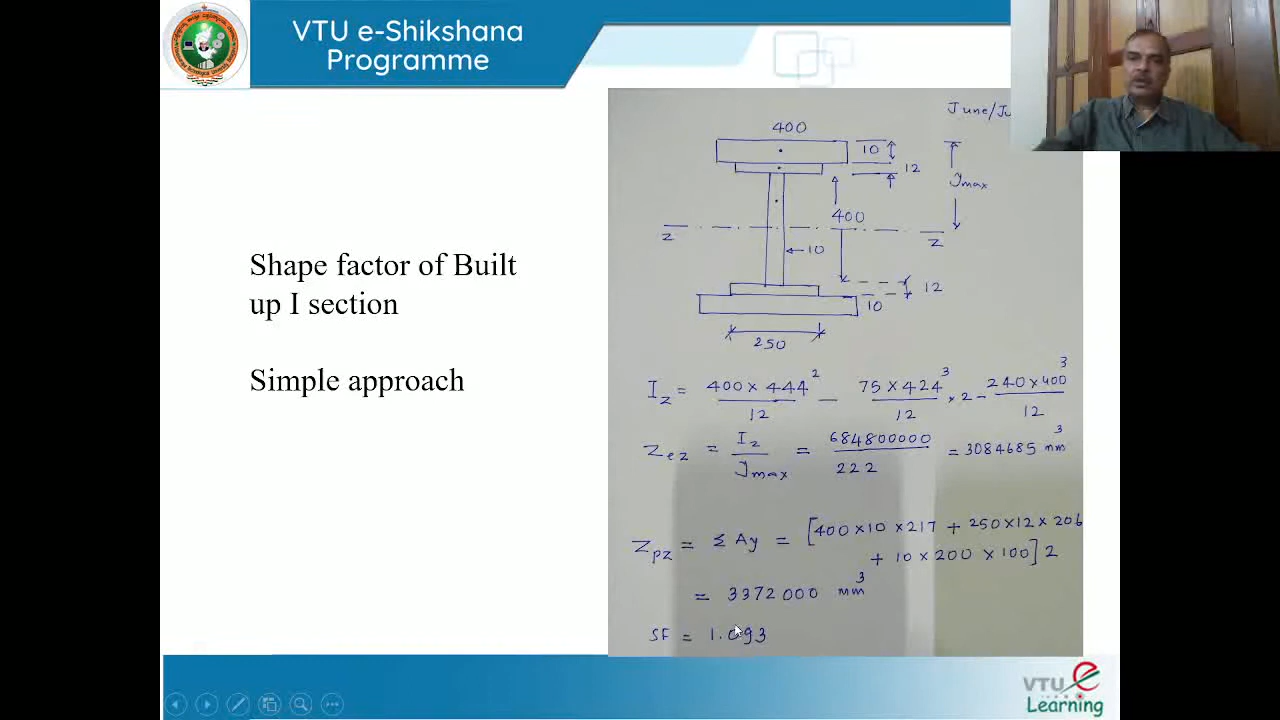 VTU e-Shikshana
Programme
Shape factor of Built
up I section
Simple approach
June/Ju
400
10
12
ymax
400
z z
10
12
10
250
Iz = 400 × 444² / 12 − 75 × 424³ / 12 × 2 − 240 × 400³ / 12
Zez = Iz / ymax = 684800000 / 222 = 3084685 mm³
Zpz = Σ Ay = [400×10×217 + 250×12×206
+ 10×200×100] 2
= 3372000 mm³
SF = 1.093
VTU e
Learning